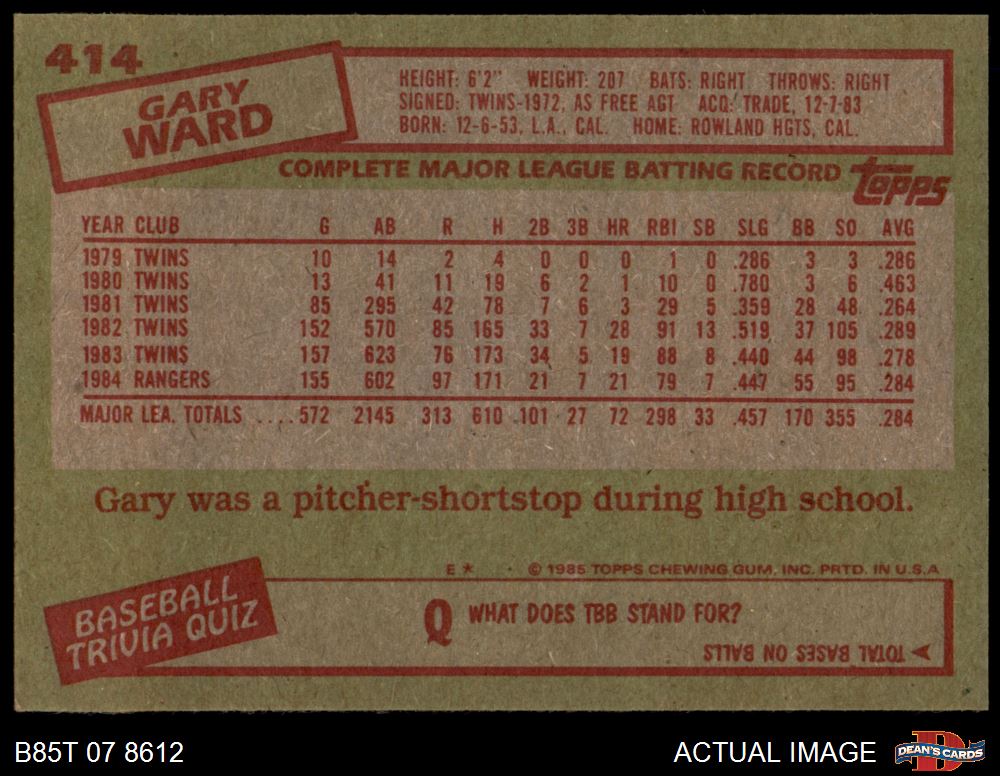 414
GARY
WARD
HEIGHT: 6'2" WEIGHT: 207 BATS: RIGHT THROWS: RIGHT
SIGNED: TWINS-1972, AS FREE AGT ACQ: TRADE, 12-7-83
BORN: 12-6-53, L.A., CAL. HOME: ROWLAND HGTS, CAL.
COMPLETE MAJOR LEAGUE BATTING RECORD topps
YEAR CLUB G AB R H 2B 3B HR RBI SB SLG BB SO AVG
1979 TWINS 10 14 2 4 0 0 0 1 0 .286 3 3 .286
1980 TWINS 13 41 11 19 6 2 1 10 0 .780 3 6 .463
1981 TWINS 85 295 42 78 7 6 3 29 5 .359 28 48 .264
1982 TWINS 152 570 85 165 33 7 28 91 13 .519 37 105 .289
1983 TWINS 157 623 76 173 34 5 19 88 8 .440 44 98 .278
1984 RANGERS 155 602 97 171 21 7 21 79 7 .447 55 95 .284
MAJOR LEA. TOTALS ....572 2145 313 610 101 27 72 298 33 .457 170 355 .284
Gary was a pitcher-shortstop during high school.
E * © 1985 TOPPS CHEWING GUM, INC. PRTD. IN U.S.A
BASEBALL
TRIVIA QUIZ
Q WHAT DOES TBB STAND FOR?
TOTAL BASES ON BALLS
B85T 07 8612
ACTUAL IMAGE
D
DEAN'S CARDS